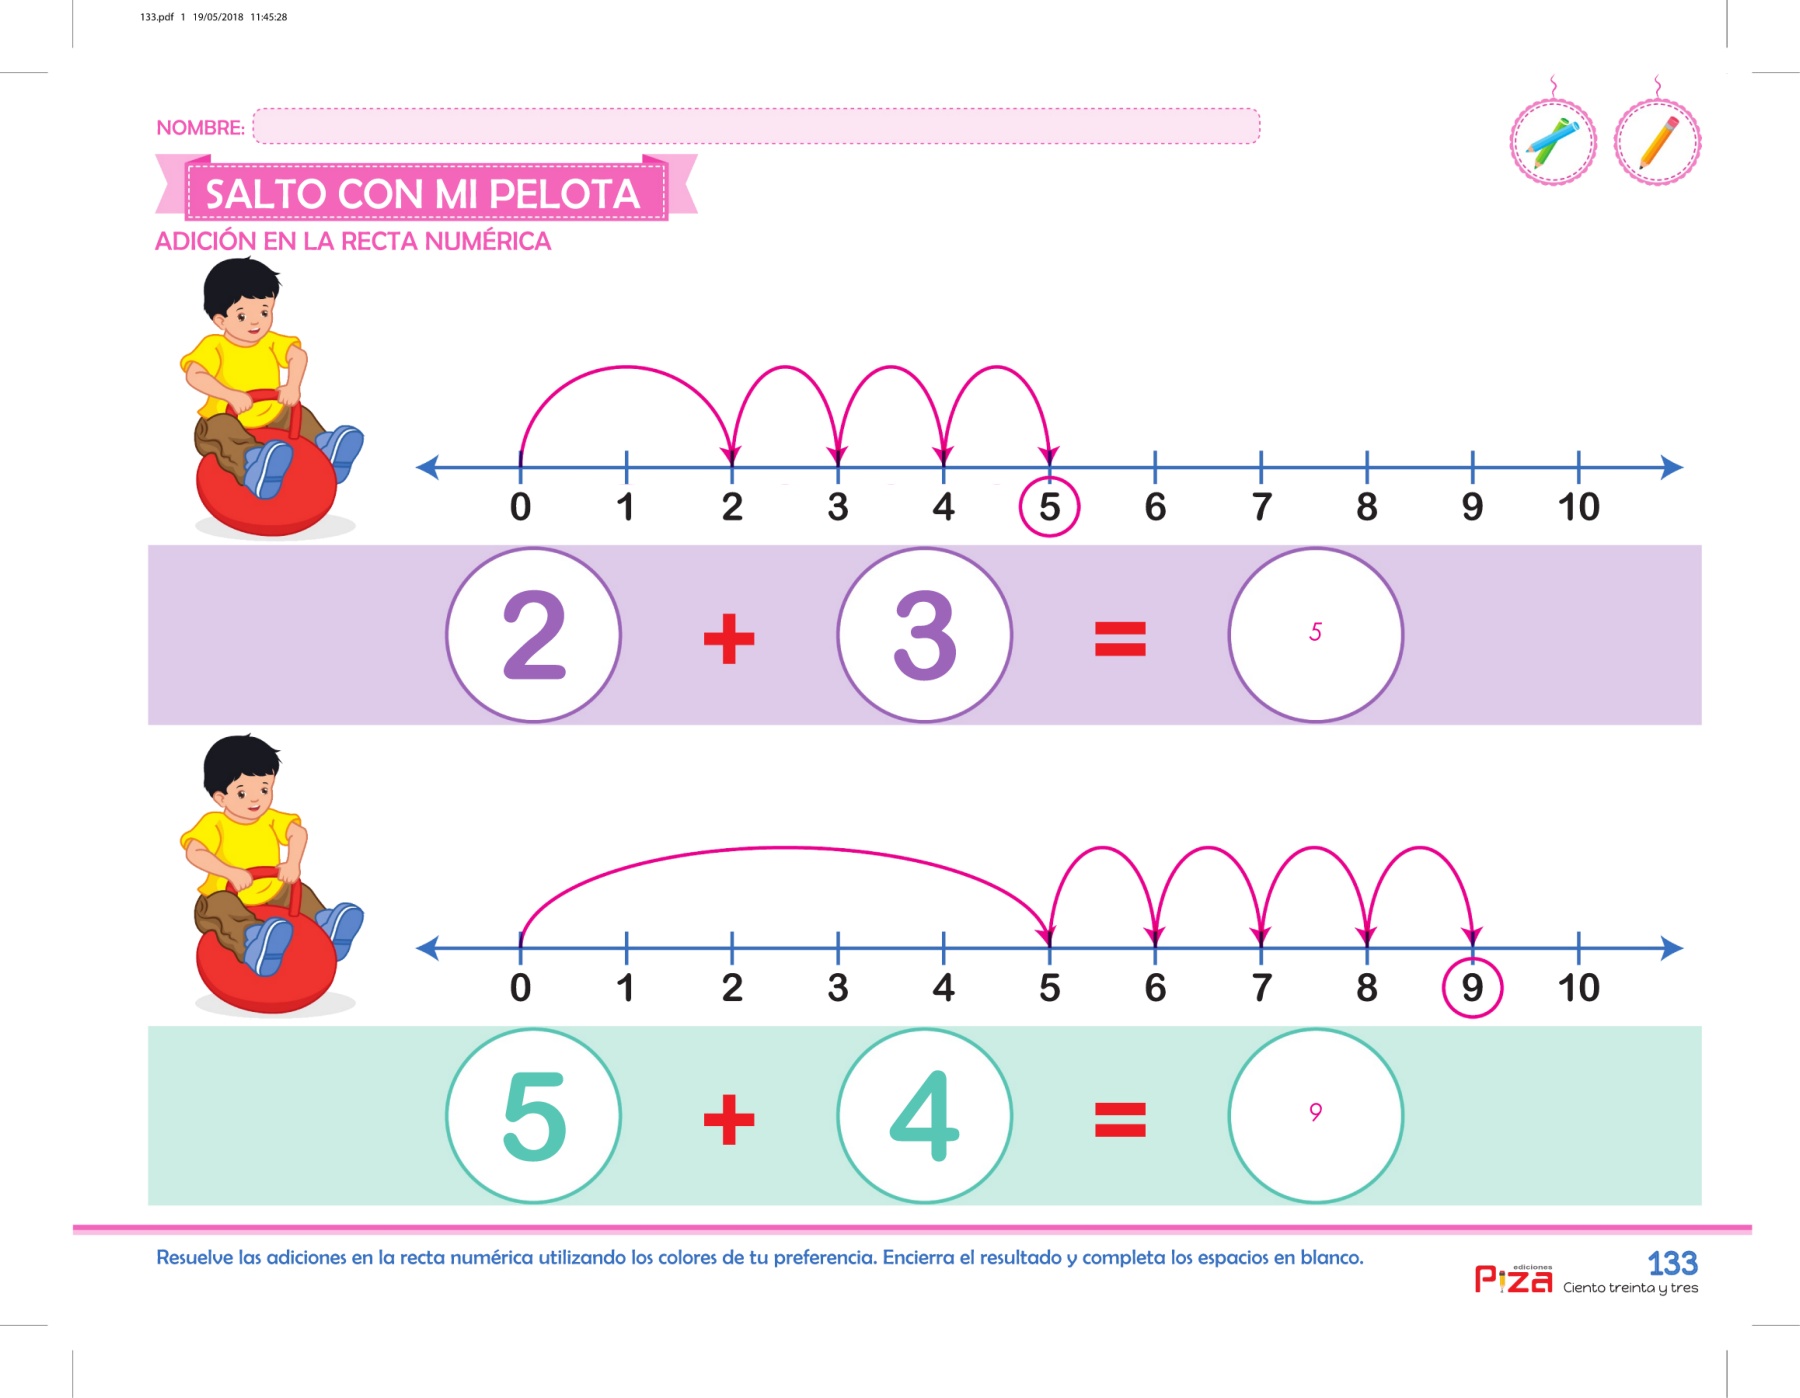 133.pdf 1 19/05/2018 11:45:28
NOMBRE:
SALTO CON MI PELOTA
ADICIÓN EN LA RECTA NUMÉRICA
0 1 2 3 4 5 6 7 8 9 10
2 + 3 = 5
0 1 2 3 4 5 6 7 8 9 10
5 + 4 = 9
Resuelve las adiciones en la recta numérica utilizando los colores de tu preferencia. Encierra el resultado y completa los espacios en blanco.
ediciones
Piza
133
Ciento treinta y tres